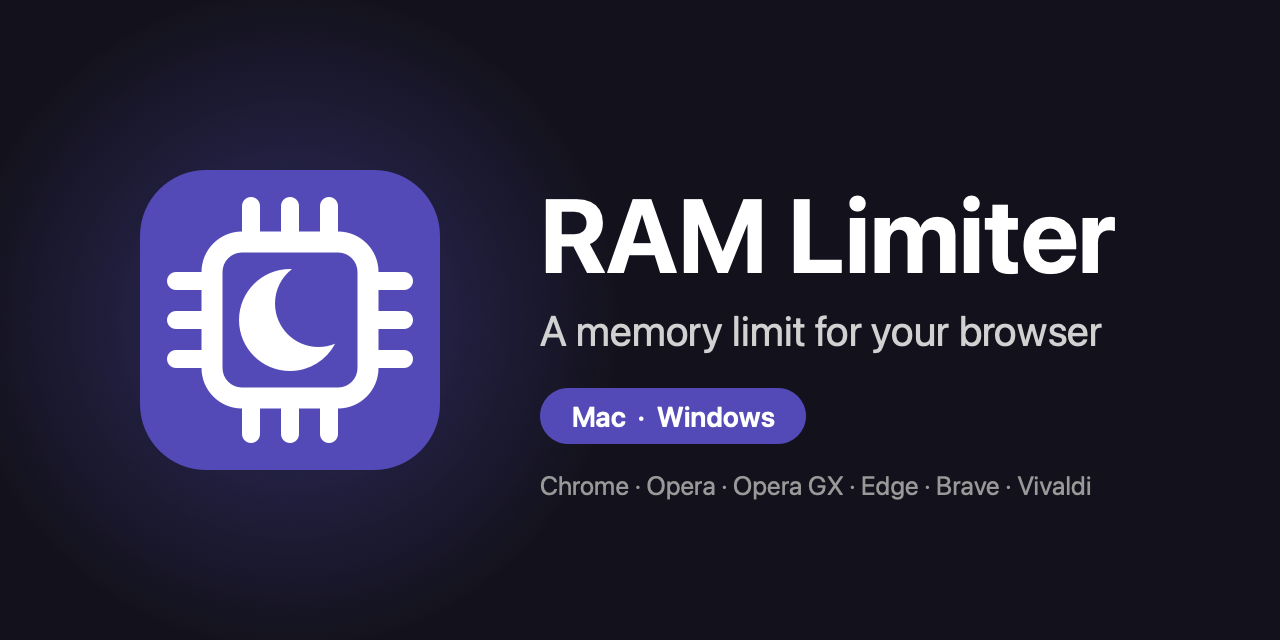 RAM Limiter
A memory limit for your browser
Mac · Windows
Chrome · Opera · Opera GX · Edge · Brave · Vivaldi